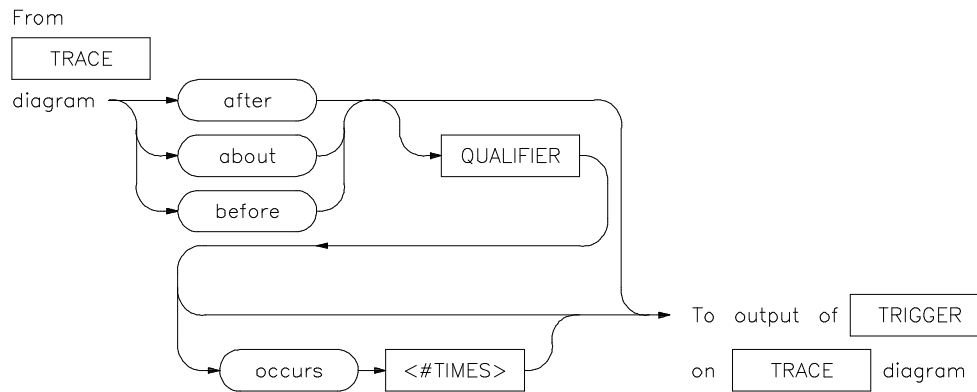 From
TRACE
diagram
after
about
QUALIFIER
before
To output of TRIGGER
occurs
<#TIMES>
on TRACE diagram